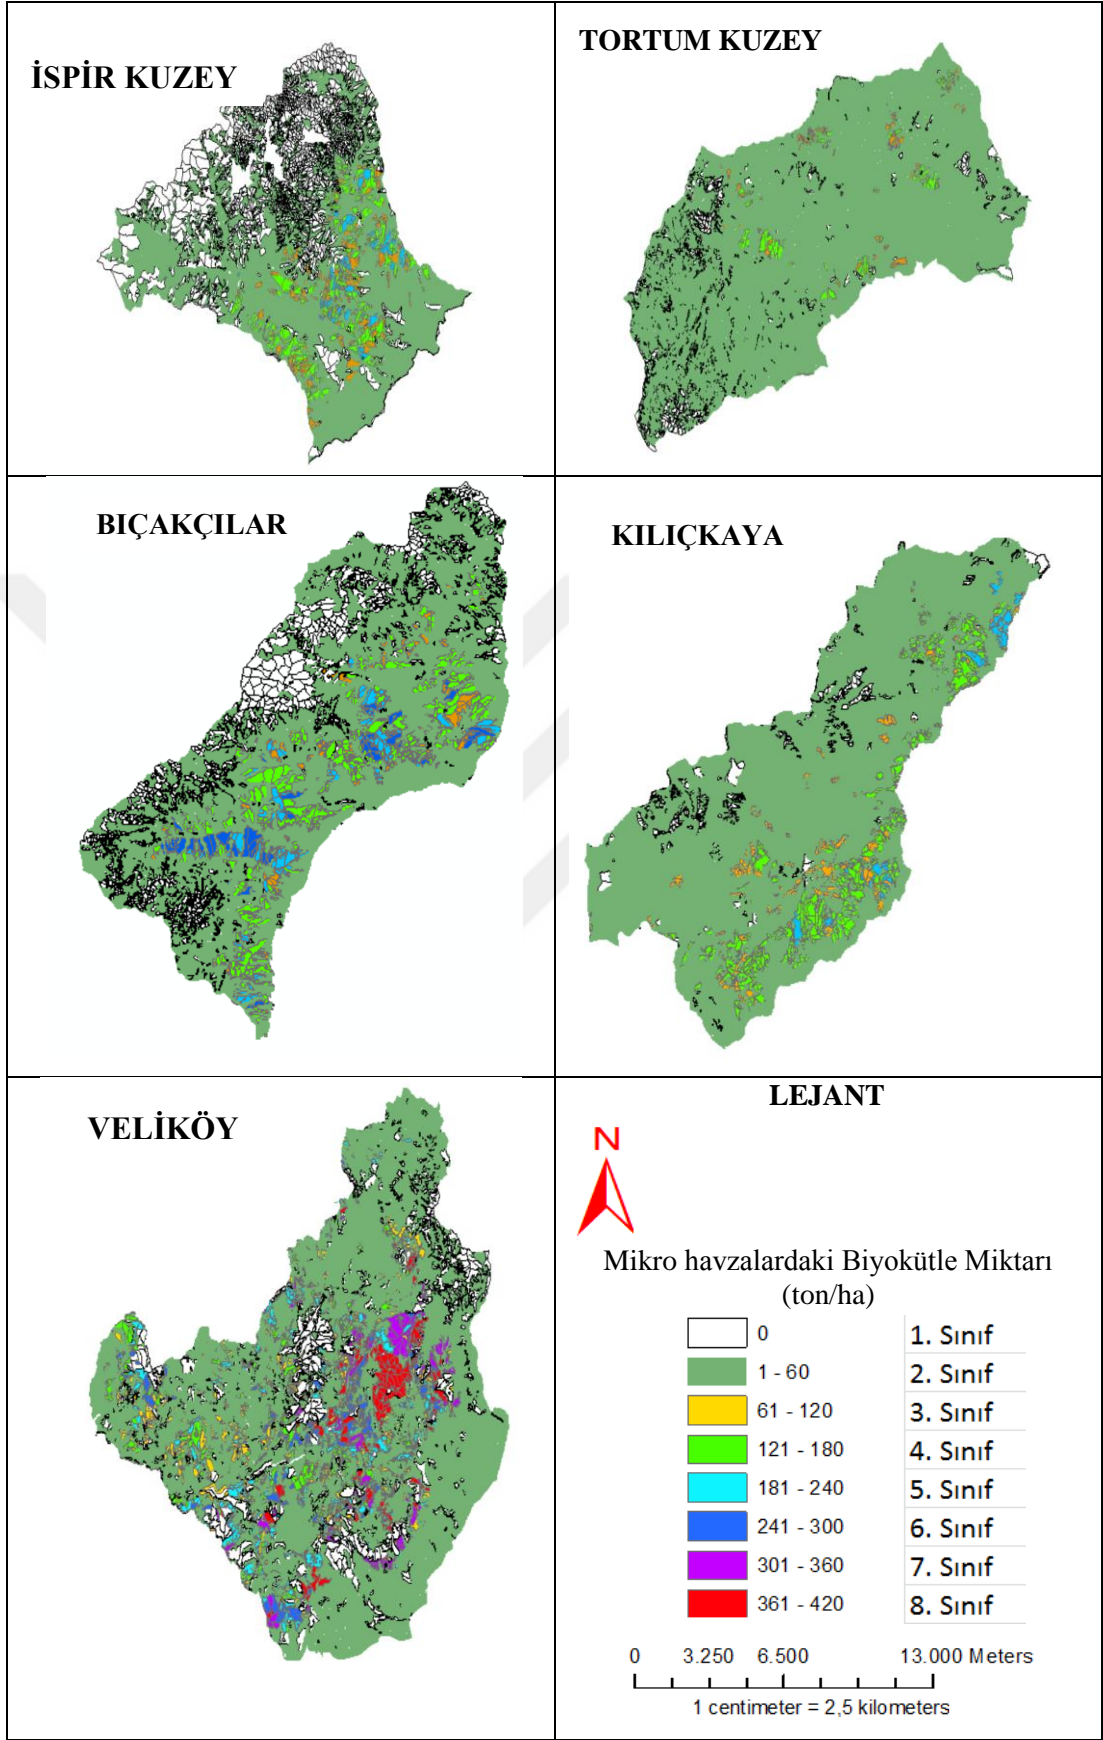 İSPİR KUZEY
TORTUM KUZEY
BIÇAKÇILAR
KILIÇKAYA
VELİKÖY
LEJANT
N
Mikro havzalardaki Biyokütle Miktarı
(ton/ha)
0 1. Sınıf
1 - 60 2. Sınıf
61 - 120 3. Sınıf
121 - 180 4. Sınıf
181 - 240 5. Sınıf
241 - 300 6. Sınıf
301 - 360 7. Sınıf
361 - 420 8. Sınıf
0 3.250 6.500 13.000 Meters
1 centimeter = 2,5 kilometers